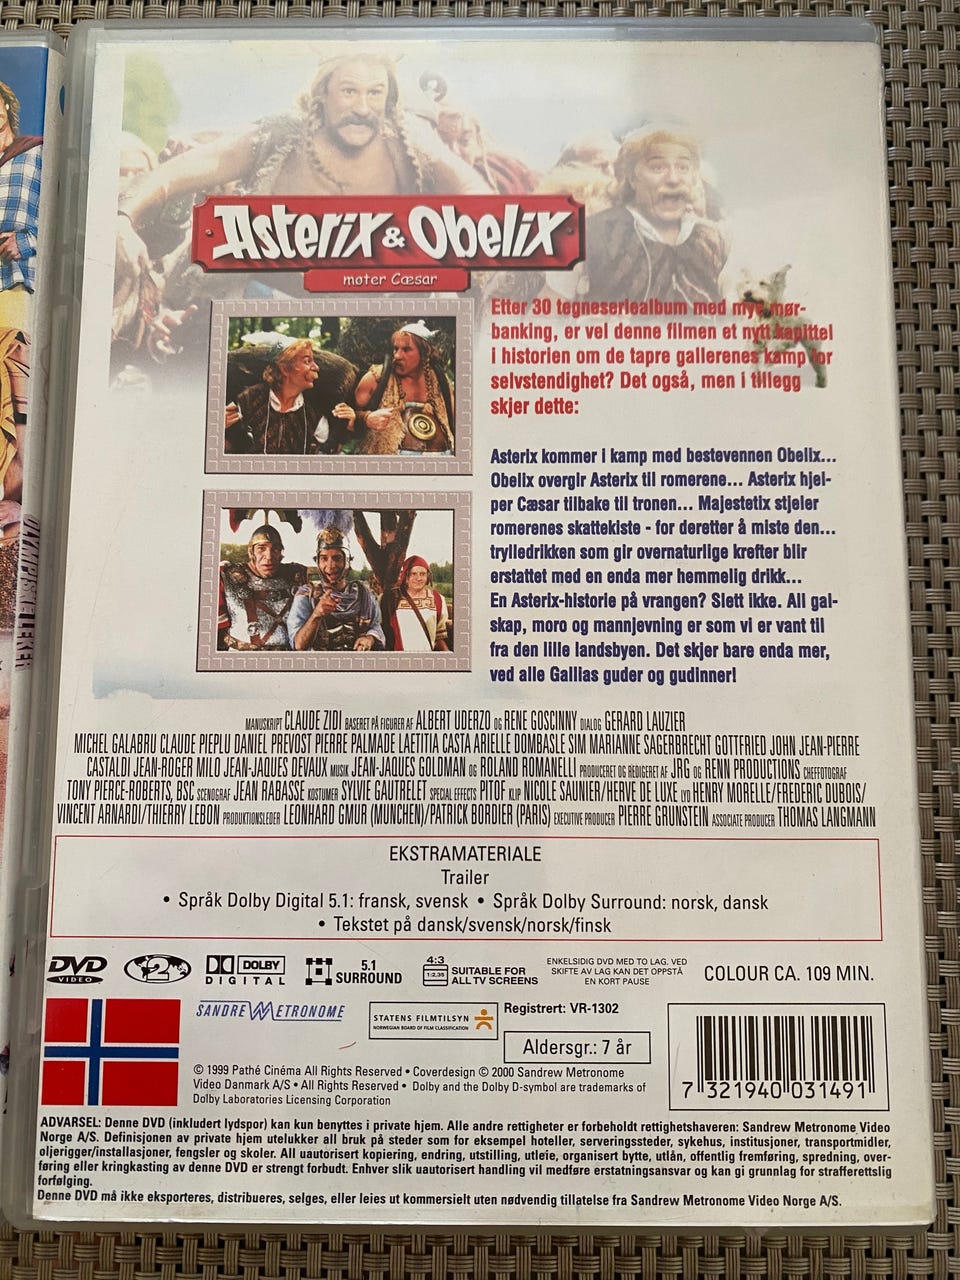 Asterix & Obelix
møter Cæsar
Etter 30 tegneseriealbum med mye mør-
banking, er vel denne filmen et nytt kapittel
i historien om de tapre gallerenes kamp for
selvstendighet? Det også, men i tillegg
skjer dette:
Asterix kommer i kamp med bestevennen Obelix...
Obelix overgir Asterix til romerene... Asterix hjel-
per Cæsar tilbake til tronen... Majestetix stjeler
romerenes skattekiste - for deretter å miste den...
trylledrikken som gir overnaturlige krefter blir
erstattet med en enda mer hemmelig drikk...
En Asterix-historie på vrangen? Slett ikke. All gal-
skap, moro og mannjevning er som vi er vant til
fra den lille landsbyen. Det skjer bare enda mer,
ved alle Gallias guder og gudinner!
MANUSKRIPT CLAUDE ZIDI BASERET PÅ FIGURER AF ALBERT UDERZO OG RENE GOSCINNY DIALOG GERARD LAUZIER
MICHEL GALABRU CLAUDE PIEPLU DANIEL PREVOST PIERRE PALMADE LAETITIA CASTA ARIELLE DOMBASLE SIM MARIANNE SAGERBRECHT GOTTFRIED JOHN JEAN-PIERRE
CASTALDI JEAN-ROGER MILO JEAN-JAQUES DEVAUX MUSIK JEAN-JAQUES GOLDMAN OG ROLAND ROMANELLI PRODUCERET OG REDIGERET AF JRG OG RENN PRODUCTIONS CHEFFOTOGRAF
TONY PIERCE-ROBERTS, BSC SCENOGRAF JEAN RABASSE KOSTUMER SYLVIE GAUTRELET SPECIAL EFFECTS PITOF KLIP NICOLE SAUNIER/HERVE DE LUXE LYD HENRY MORELLE/FREDERIC DUBOIS/
VINCENT ARNARDI/THIERRY LEBON PRODUKTIONSLEDER LEONHARD GMUR (MUNCHEN)/PATRICK BORDIER (PARIS) EXECUTIVE PRODUCER PIERRE GRUNSTEIN ASSOCIATE PRODUCER THOMAS LANGMANN
EKSTRAMATERIALE
Trailer
• Språk Dolby Digital 5.1: fransk, svensk • Språk Dolby Surround: norsk, dansk
• Tekstet på dansk/svensk/norsk/finsk
DVD
VIDEO
2
DOLBY
DIGITAL
5.1
SURROUND
4:3
1:2,35
SUITABLE FOR
ALL TV SCREENS
ENKELSIDIG DVD MED TO LAG. VED
SKIFTE AV LAG KAN DET OPPSTÅ
EN KORT PAUSE
COLOUR CA. 109 MIN.
SANDREW METRONOME
STATENS FILMTILSYN
NORWEGIAN BOARD OF FILM CLASSIFICATION
Registrert: VR-1302
Aldersgr.: 7 år
© 1999 Pathé Cinéma All Rights Reserved • Coverdesign © 2000 Sandrew Metronome
Video Danmark A/S • All Rights Reserved • Dolby and the Dolby D-symbol are trademarks of
Dolby Laboratories Licensing Corporation
7 321940 031491
ADVARSEL: Denne DVD (inkludert lydspor) kan kun benyttes i private hjem. Alle andre rettigheter er forbeholdt rettighetshaveren: Sandrew Metronome Video
Norge A/S. Definisjonen av private hjem utelukker all bruk på steder som for eksempel hoteller, serveringssteder, sykehus, institusjoner, transportmidler,
oljerigger/installasjoner, fengsler og skoler. All uautorisert kopiering, endring, utstilling, utleie, organisert bytte, utlån, offentlig fremføring, spredning, over-
føring eller kringkasting av denne DVD er strengt forbudt. Enhver slik uautorisert handling vil medføre erstatningsansvar og kan gi grunnlag for strafferettslig
forfølging.
Denne DVD må ikke eksporteres, distribueres, selges, eller leies ut kommersielt uten nødvendig tillatelse fra Sandrew Metronome Video Norge A/S.
OLYMPISKE LEKER